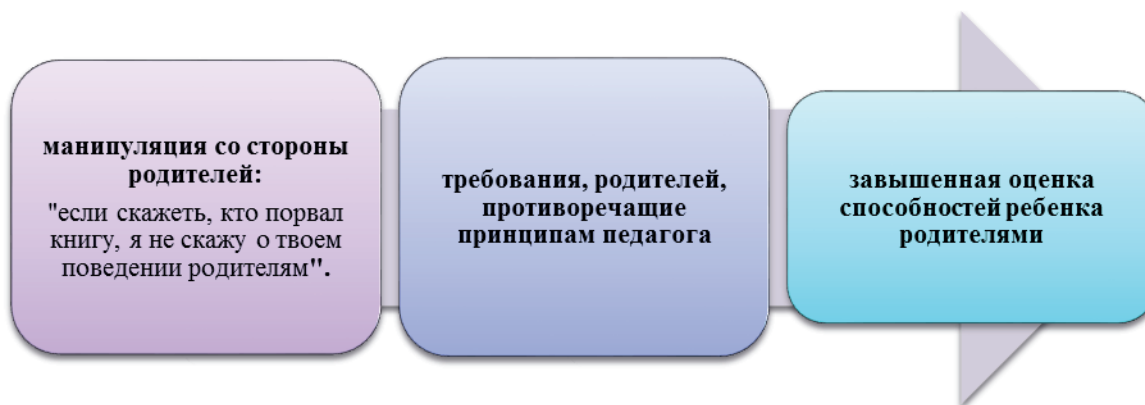 манипуляция со стороны
родителей:
"если скажеть, кто порвал
книгу, я не скажу о твоем
поведении родителям".
требования, родителей,
противоречащие
принципам педагога
завышенная оценка
способностей ребенка
родителями